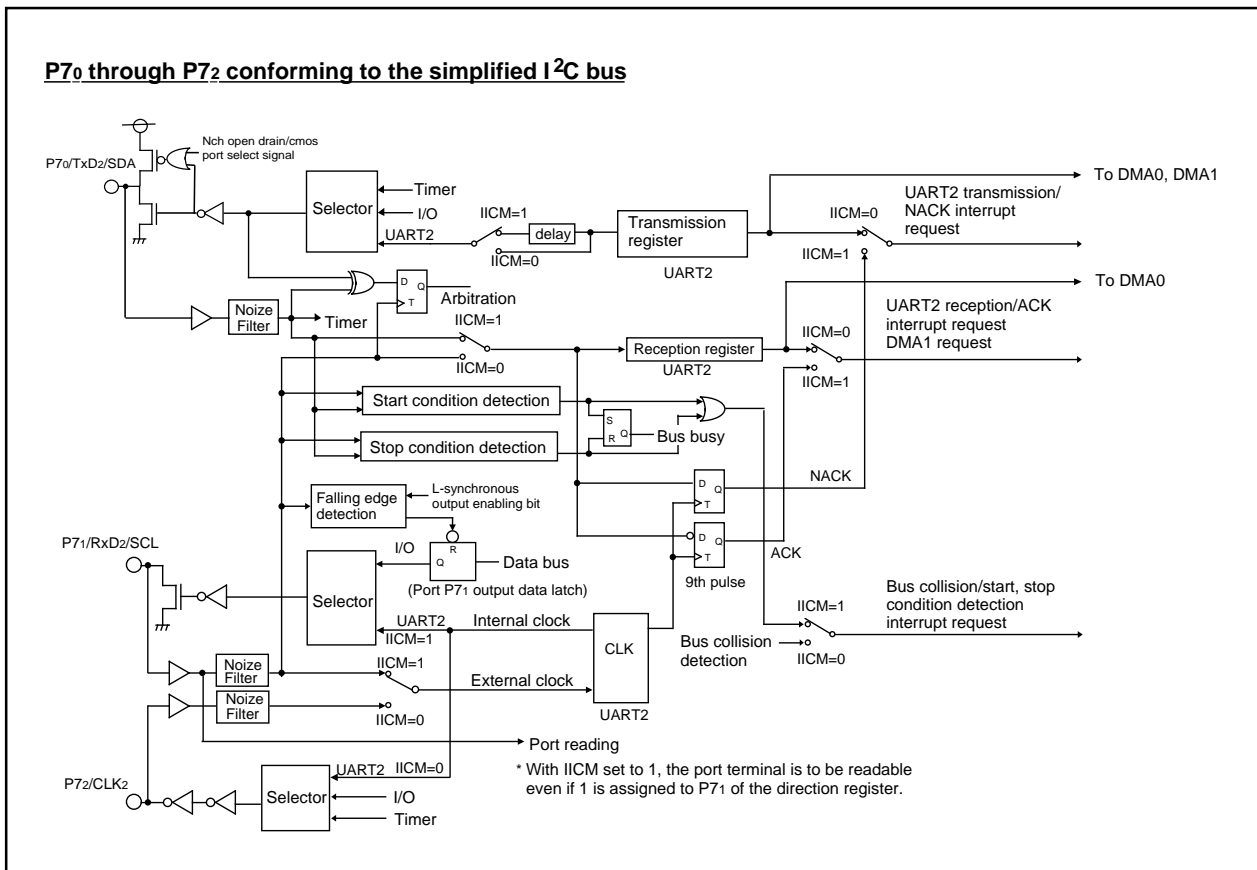 P70 through P72 conforming to the simplified I2C bus
Nch open drain/cmos
port select signal
P70/TxD2/SDA
Selector
Timer
I/O
UART2
IICM=1
delay
IICM=0
Transmission
register
UART2
To DMA0, DMA1
IICM=0
UART2 transmission/
NACK interrupt
request
IICM=1
D
Q
T
Arbitration
Noize
Filter
Timer
To DMA0
IICM=1
IICM=0
Reception register
UART2
IICM=0
IICM=1
UART2 reception/ACK
interrupt request
DMA1 request
Start condition detection
Stop condition detection
S
R
Q
Bus busy
NACK
D
Q
T
Falling edge
detection
L-synchronous
output enabling bit
D
Q
T
ACK
9th pulse
P71/RxD2/SCL
I/O
R
Q
Data bus
(Port P71 output data latch)
Selector
UART2
IICM=1
Internal clock
CLK
UART2
Bus collision/start, stop
condition detection
interrupt request
IICM=1
Bus collision
detection
IICM=0
Noize
Filter
IICM=1
External clock
Noize
Filter
IICM=0
Port reading
* With IICM set to 1, the port terminal is to be readable
even if 1 is assigned to P71 of the direction register.
P72/CLK2
Selector
UART2
IICM=0
I/O
Timer